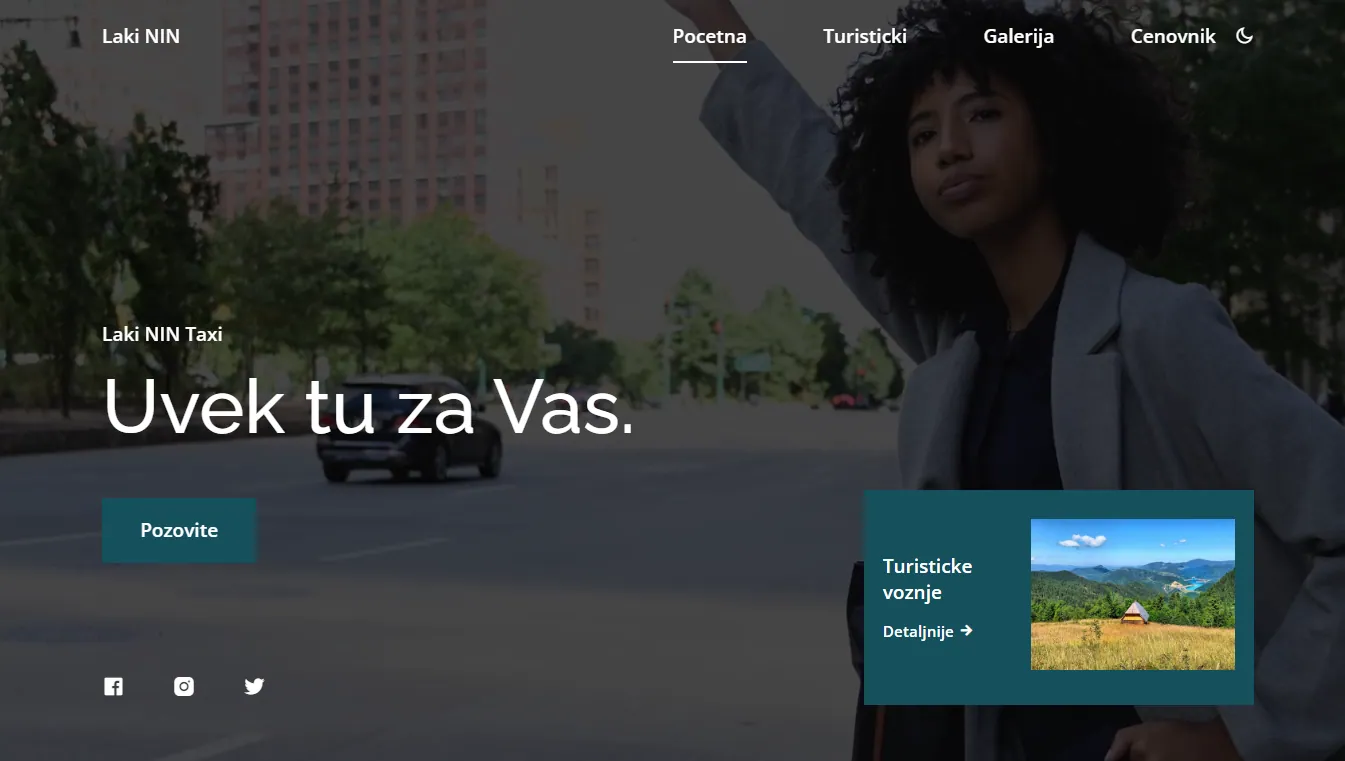 Laki NIN
Pocetna
Turisticki
Galerija
Cenovnik
Laki NIN Taxi
Uvek tu za Vas.
Pozovite
Turisticke
voznje
Detaljnije →